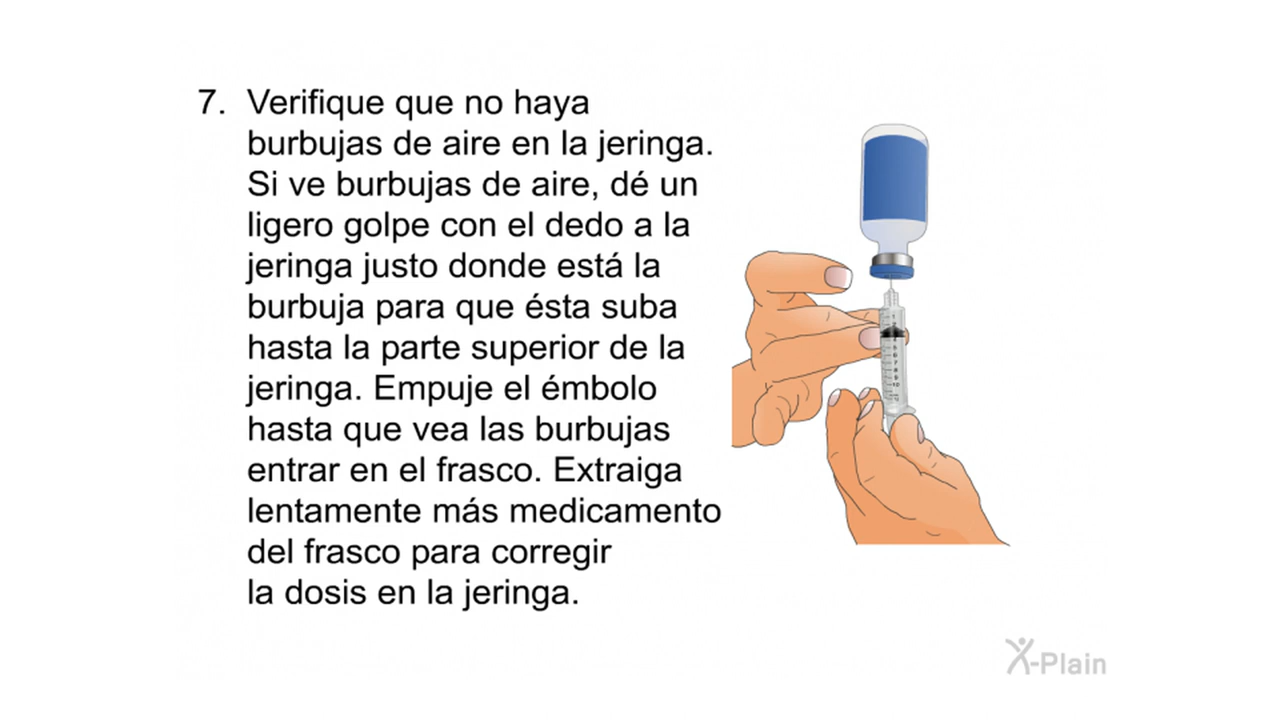 7. Verifique que no haya
burbujas de aire en la jeringa.
Si ve burbujas de aire, dé un
ligero golpe con el dedo a la
jeringa justo donde está la
burbuja para que ésta suba
hasta la parte superior de la
jeringa. Empuje el émbolo
hasta que vea las burbujas
entrar en el frasco. Extraiga
lentamente más medicamento
del frasco para corregir
la dosis en la jeringa.
X-Plain